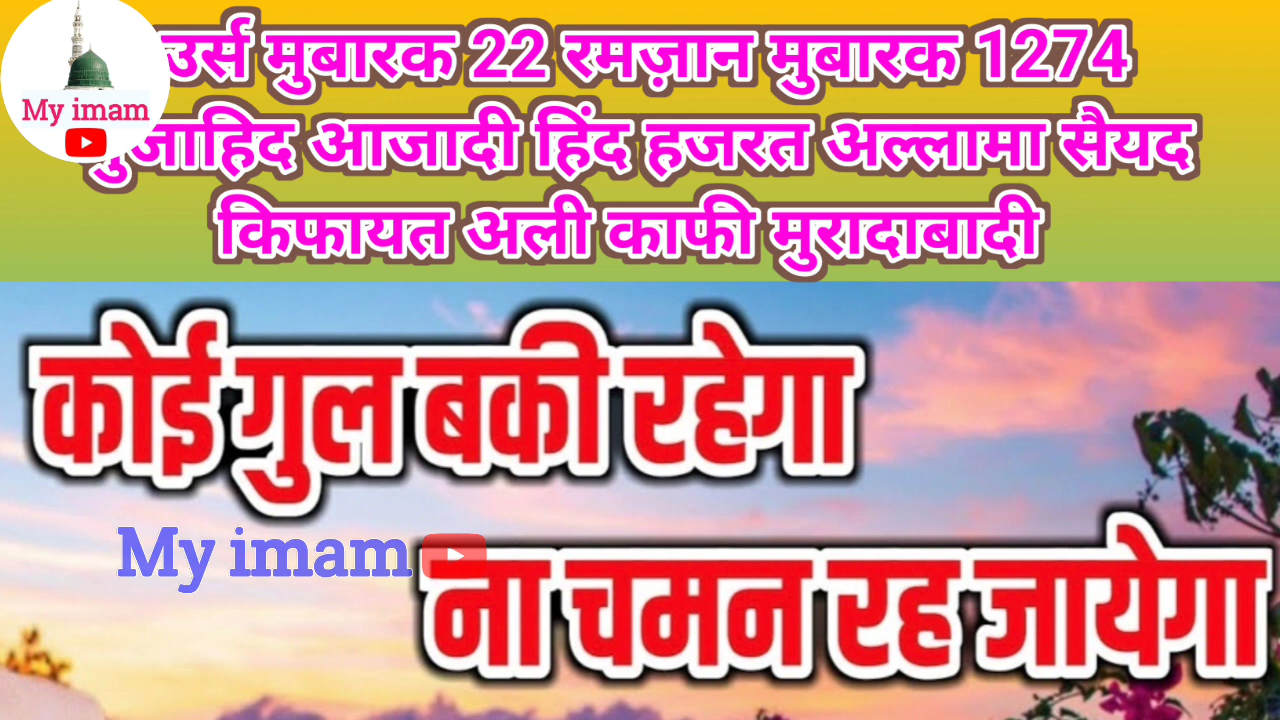 उर्स मुबारक 22 रमज़ान मुबारक 1274
मुजाहिद आजादी हिंद हजरत अल्लामा सैयद
किफायत अली काफी मुरादाबादी
My imam
कोई गुल बकी रहेगा
My imam
ना चमन रह जायेगा